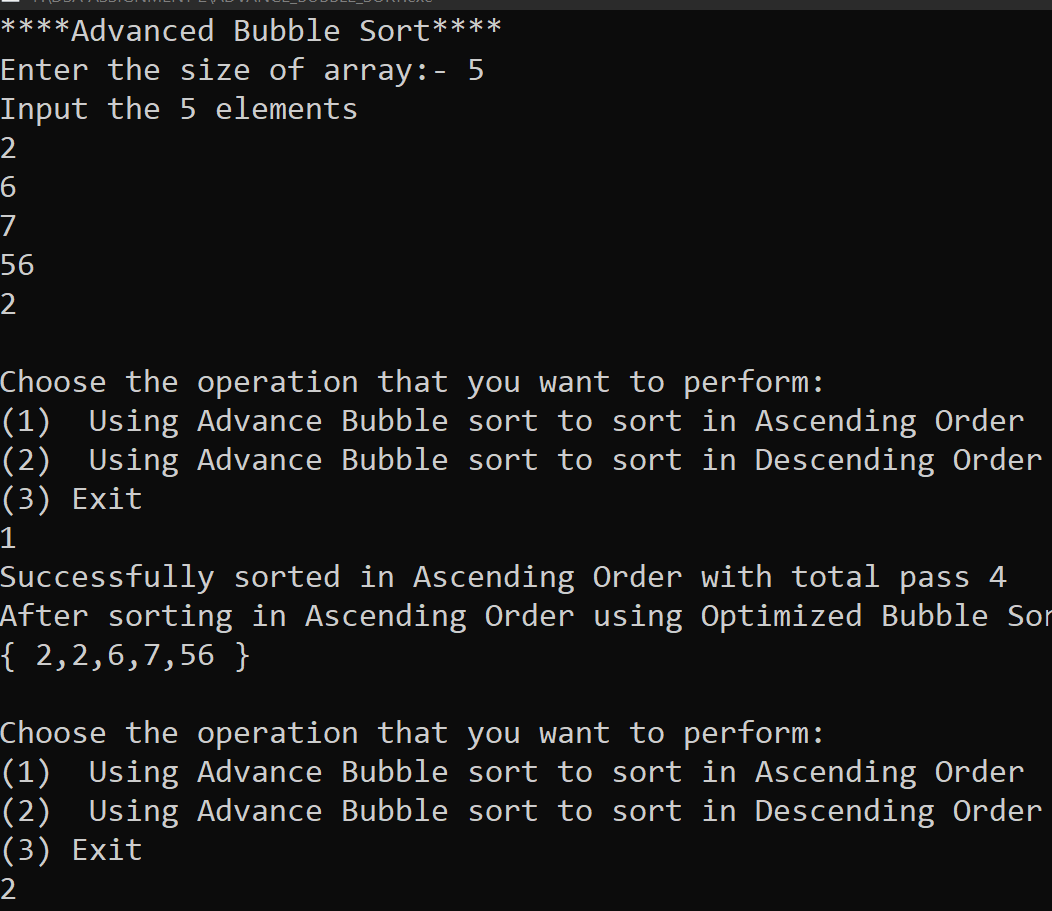 ****Advanced Bubble Sort****
Enter the size of array:- 5
Input the 5 elements
2
6
7
56
2
Choose the operation that you want to perform:
(1)  Using Advance Bubble sort to sort in Ascending Order
(2)  Using Advance Bubble sort to sort in Descending Order
(3) Exit
1
Successfully sorted in Ascending Order with total pass 4
After sorting in Ascending Order using Optimized Bubble Sor
{ 2,2,6,7,56 }
Choose the operation that you want to perform:
(1)  Using Advance Bubble sort to sort in Ascending Order
(2)  Using Advance Bubble sort to sort in Descending Order
(3) Exit
2